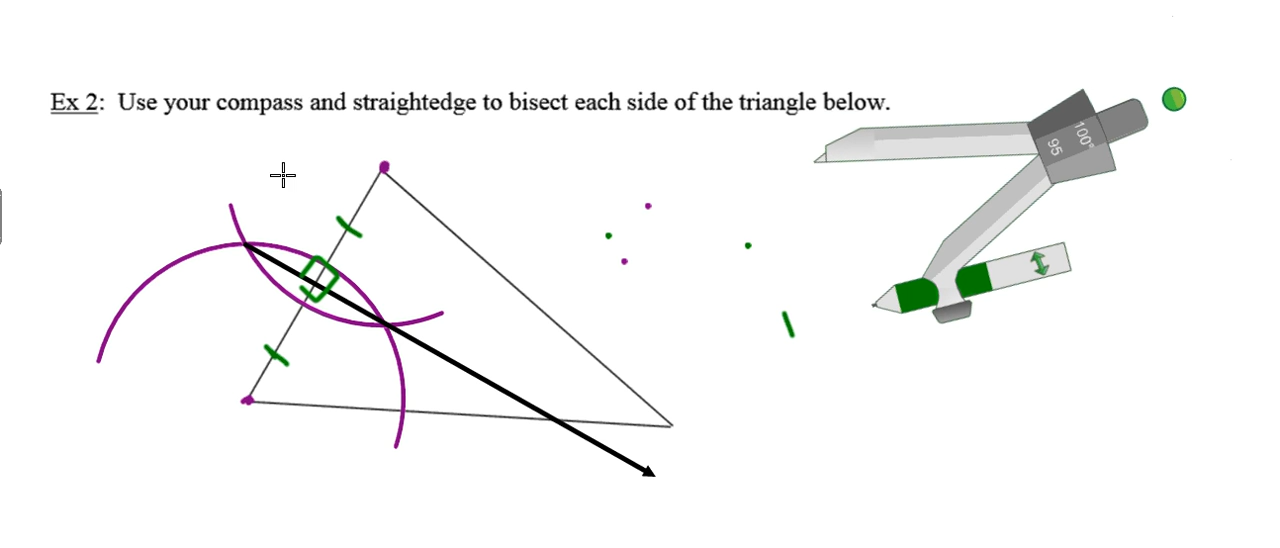 Ex 2:  Use your compass and straightedge to bisect each side of the triangle below.
100°
95